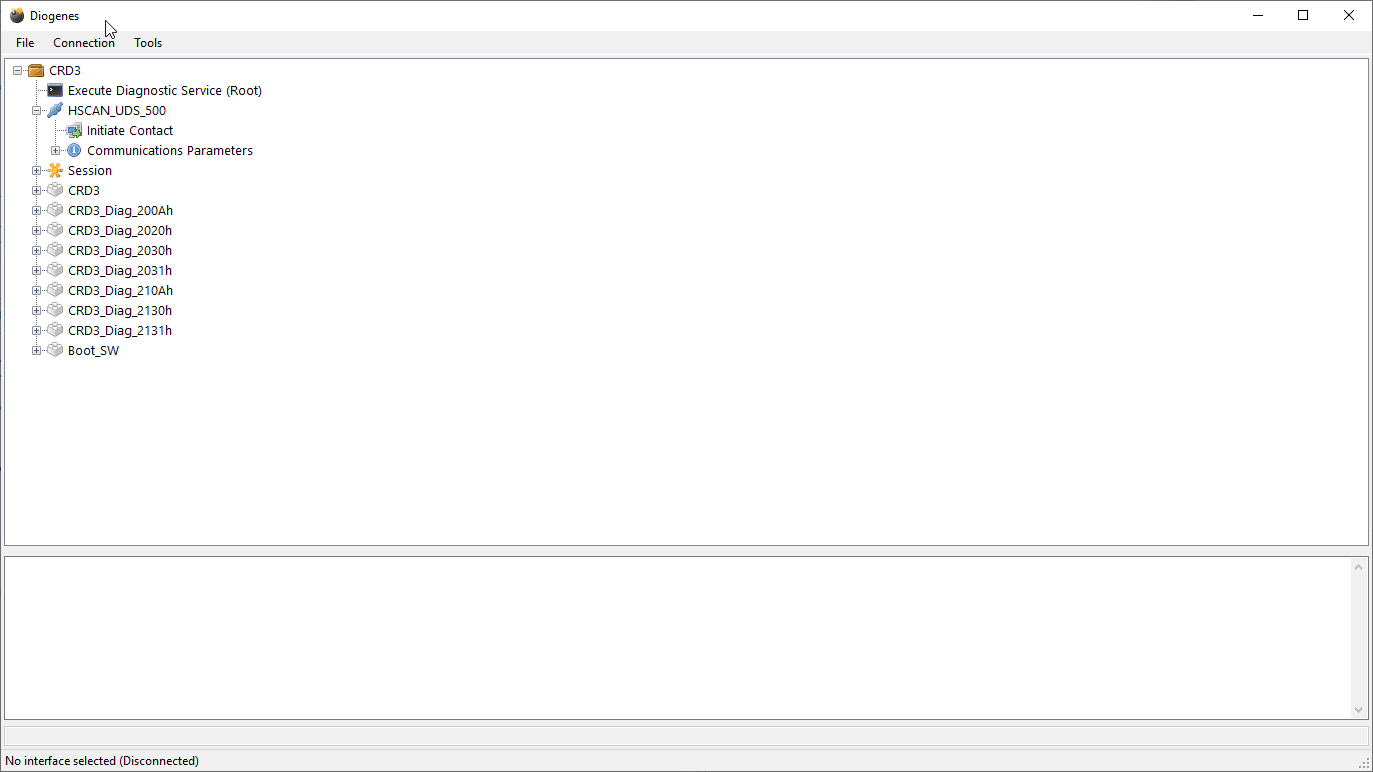 Diogenes
File Connection Tools
CRD3
Execute Diagnostic Service (Root)
HSCAN_UDS_500
Initiate Contact
Communications Parameters
Session
CRD3
CRD3_Diag_200Ah
CRD3_Diag_2020h
CRD3_Diag_2030h
CRD3_Diag_2031h
CRD3_Diag_210Ah
CRD3_Diag_2130h
CRD3_Diag_2131h
Boot_SW
No interface selected (Disconnected)